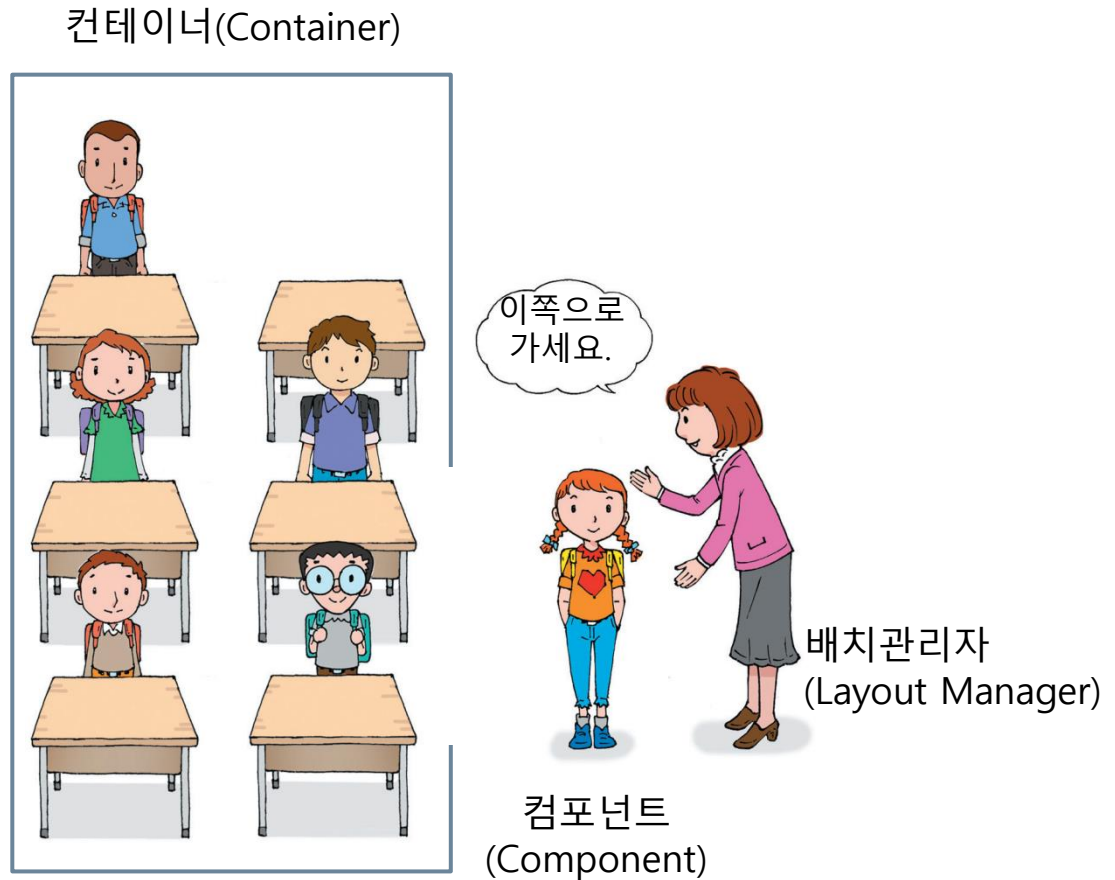 컨테이너(Container)
이쪽으로
가세요.
배치관리자
(Layout Manager)
컴포넌트
(Component)